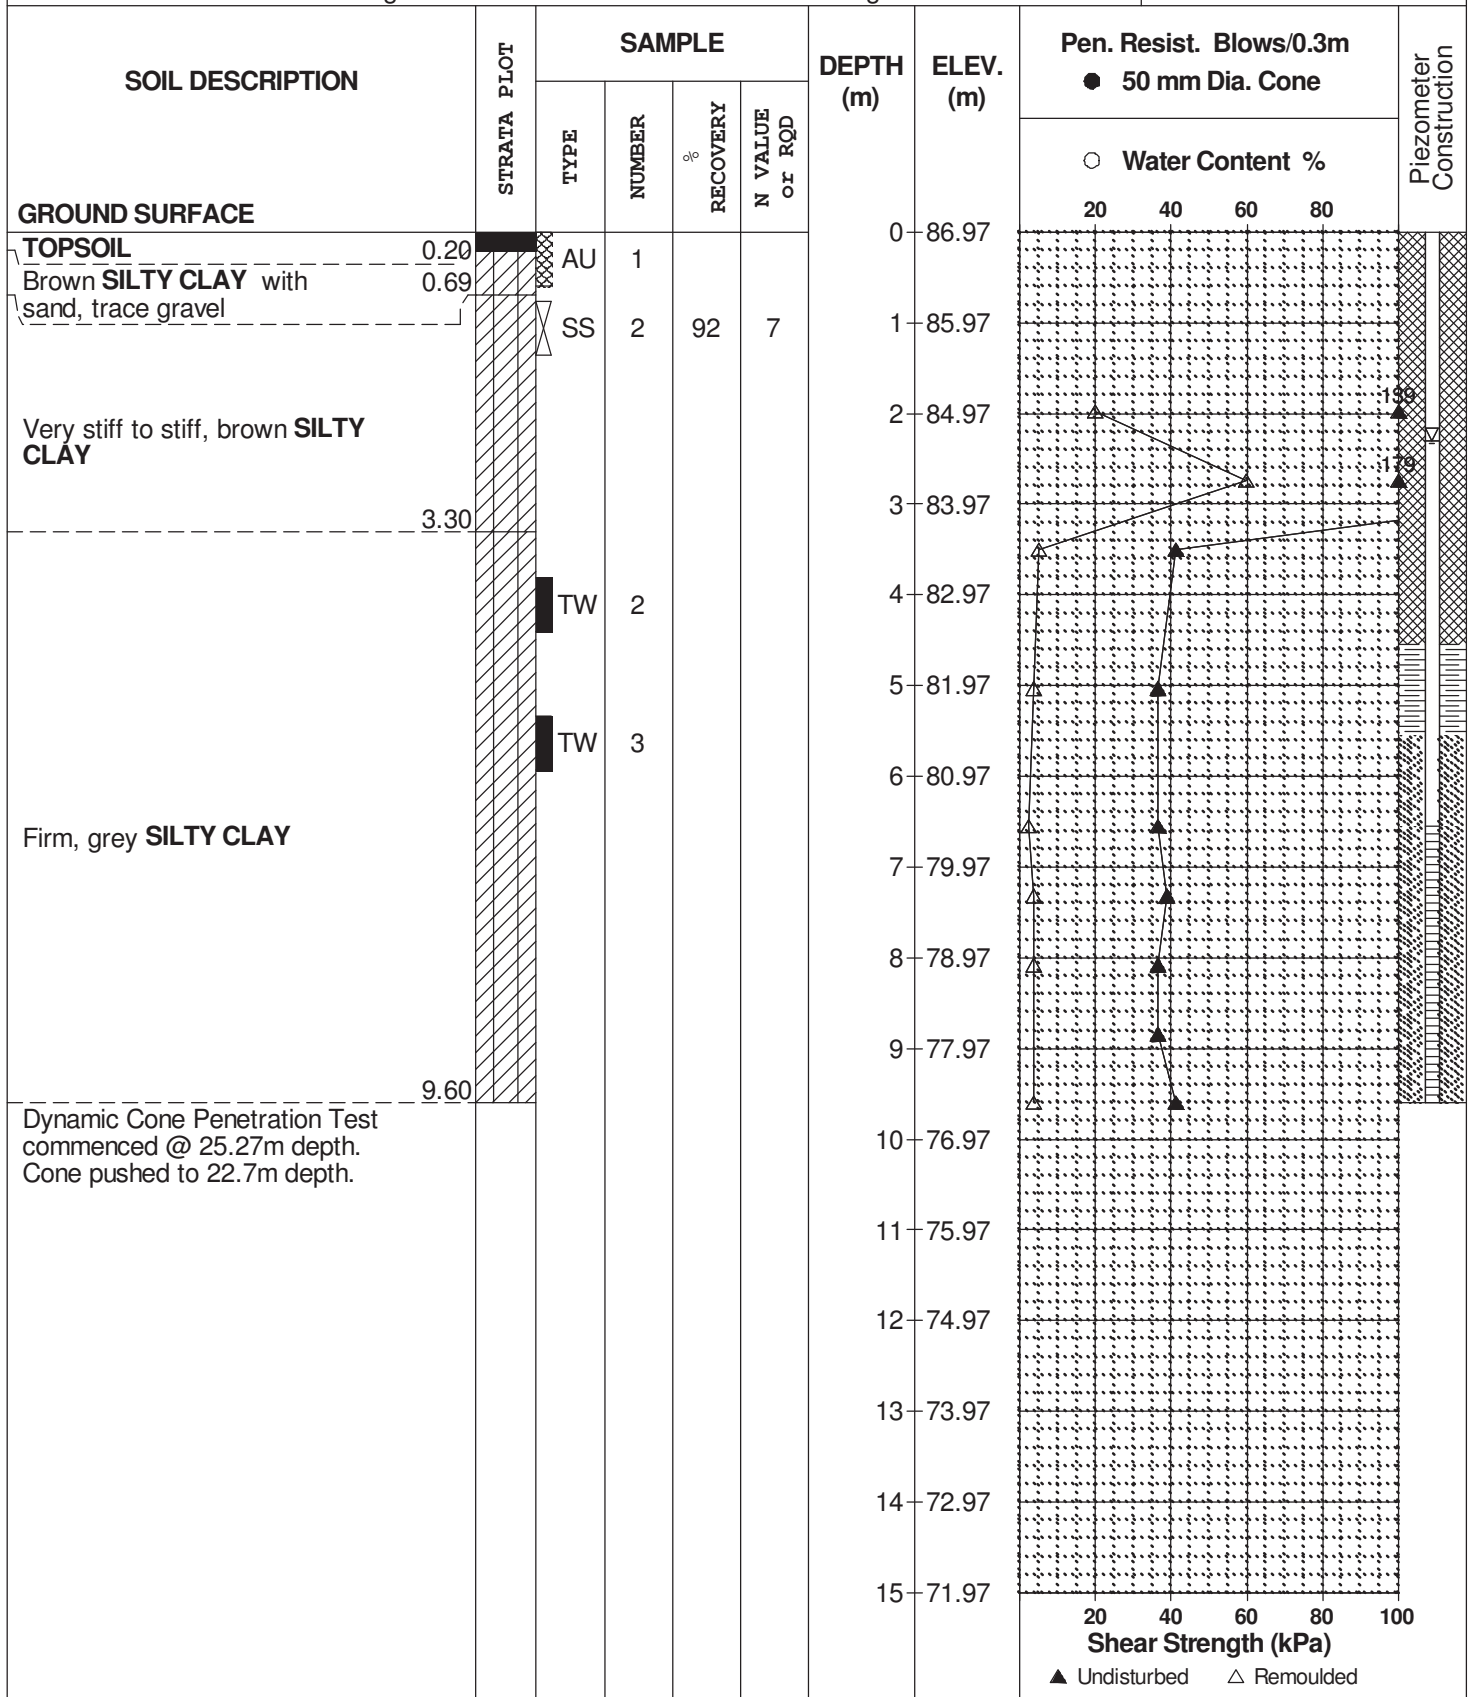 SOIL DESCRIPTION
STRATA PLOT
SAMPLE
TYPE
NUMBER
% RECOVERY
N VALUE or RQD
DEPTH (m)
ELEV. (m)
Pen. Resist. Blows/0.3m
● 50 mm Dia. Cone
○ Water Content %
20 40 60 80
Piezometer Construction
GROUND SURFACE
0 86.97
TOPSOIL 0.20
AU 1
Brown SILTY CLAY with 0.69
sand, trace gravel
SS 2 92 7
1 85.97
139
2 84.97
Very stiff to stiff, brown SILTY
CLAY
179
3 83.97
3.30
4 82.97
TW 2
5 81.97
TW 3
6 80.97
Firm, grey SILTY CLAY
7 79.97
8 78.97
9 77.97
9.60
Dynamic Cone Penetration Test
commenced @ 25.27m depth.
Cone pushed to 22.7m depth.
10 76.97
11 75.97
12 74.97
13 73.97
14 72.97
15 71.97
20 40 60 80 100
Shear Strength (kPa)
▲ Undisturbed △ Remoulded